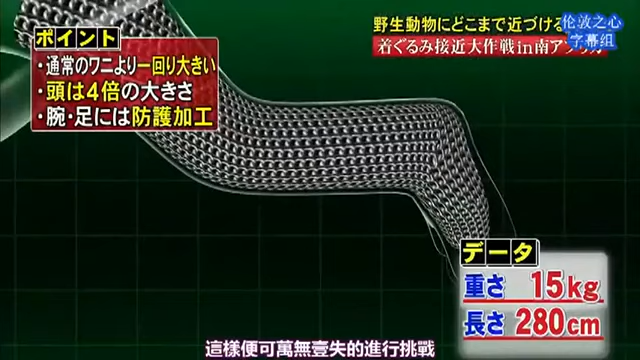 ポイント
・通常のワニより一回り大きい
・頭は4倍の大きさ
・腕・足には防護加工
野生動物にどこまで近づける
着ぐるみ接近大作戦in南アフリカ
伦敦之心
字幕组
データ
重さ 15kg
長さ 280cm
這樣便可萬無壹失的進行挑戰